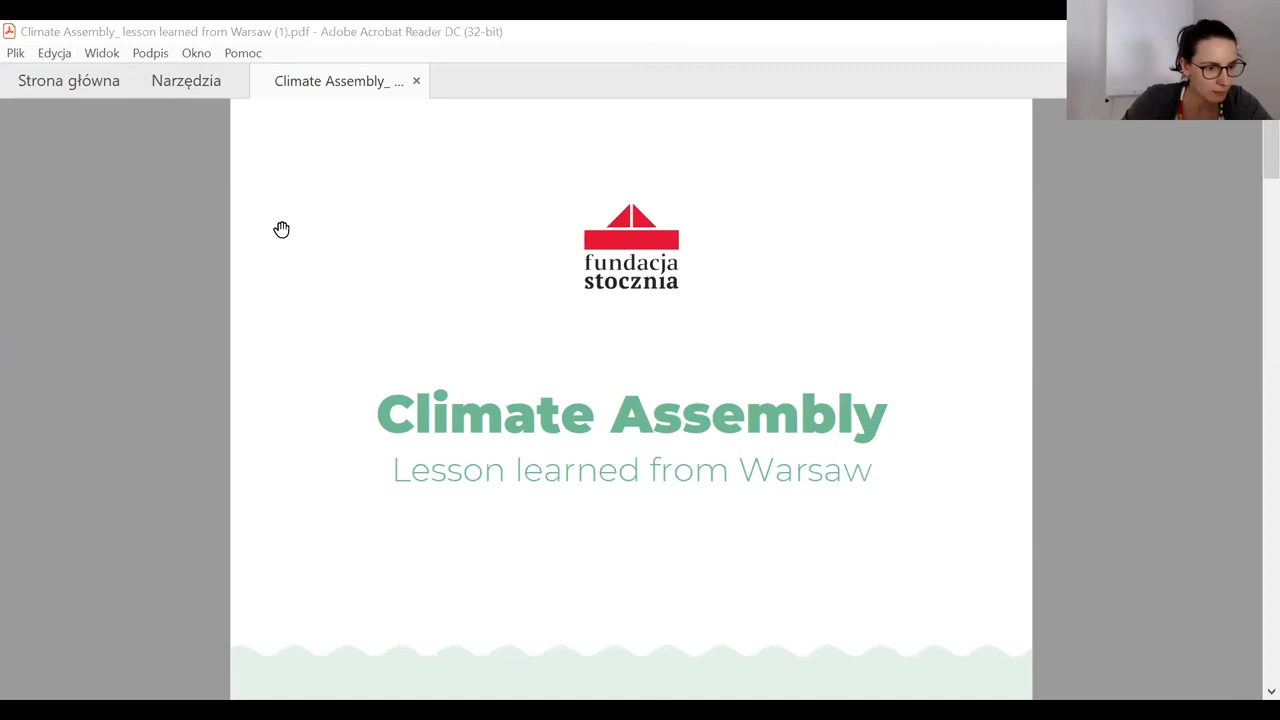 Climate Assembly_ lesson learned from Warsaw (1).pdf - Adobe Acrobat Reader DC (32-bit)
Plik Edycja Widok Podpis Okno Pomoc
Strona główna Narzędzia Climate Assembly_ ... ×
fundacja
stocznia
Climate Assembly
Lesson learned from Warsaw